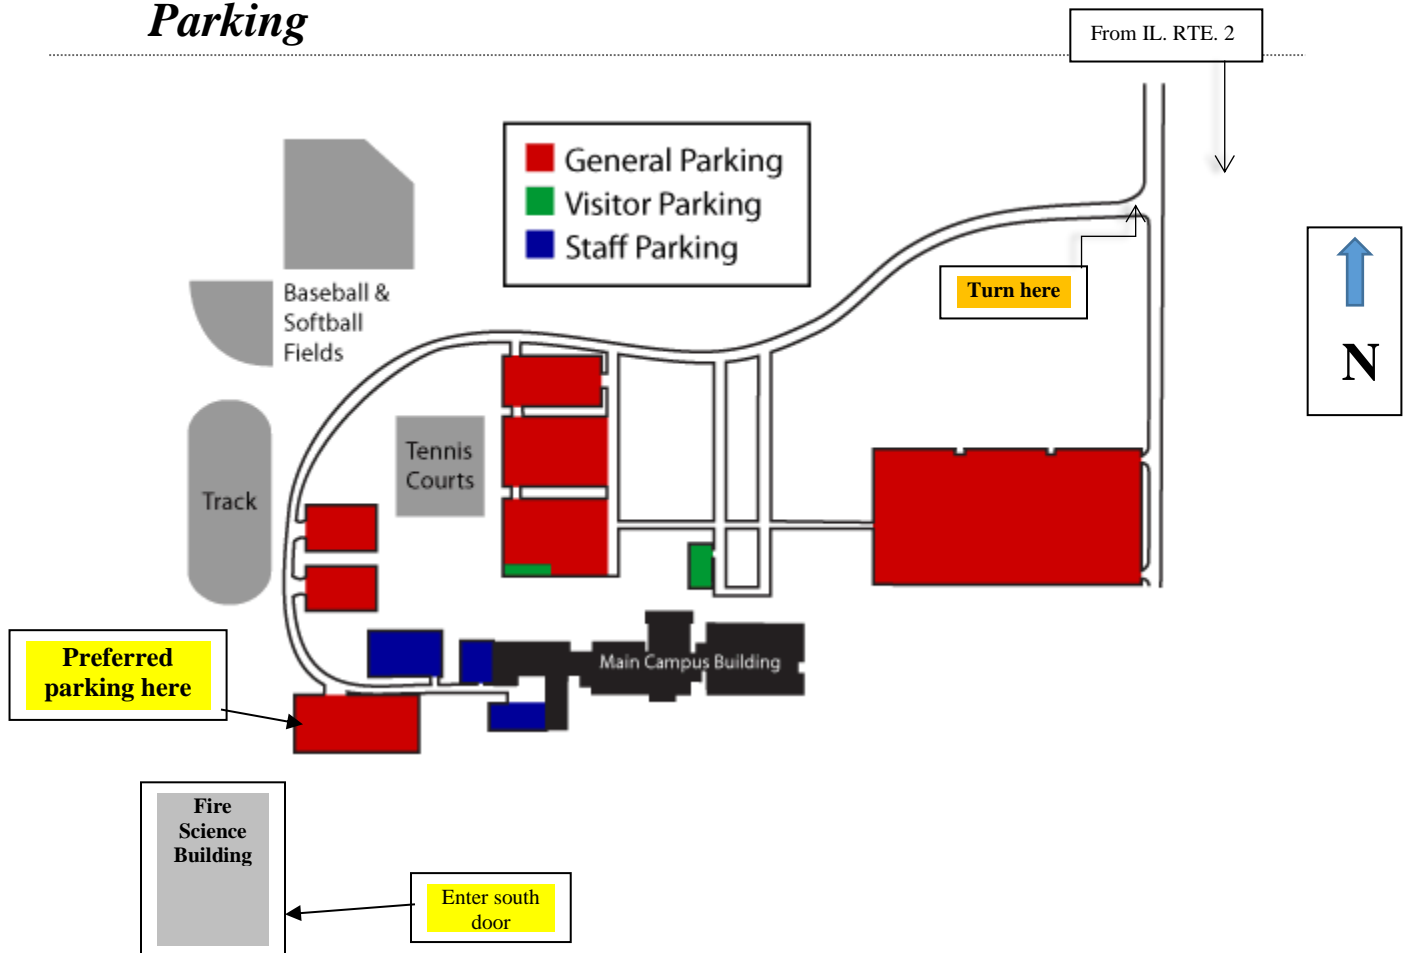 Parking
From IL. RTE. 2
General Parking
Visitor Parking
Staff Parking
Turn here
N
Baseball &
Softball
Fields
Tennis
Courts
Track
Main Campus Building
Preferred
parking here
Fire
Science
Building
Enter south
door